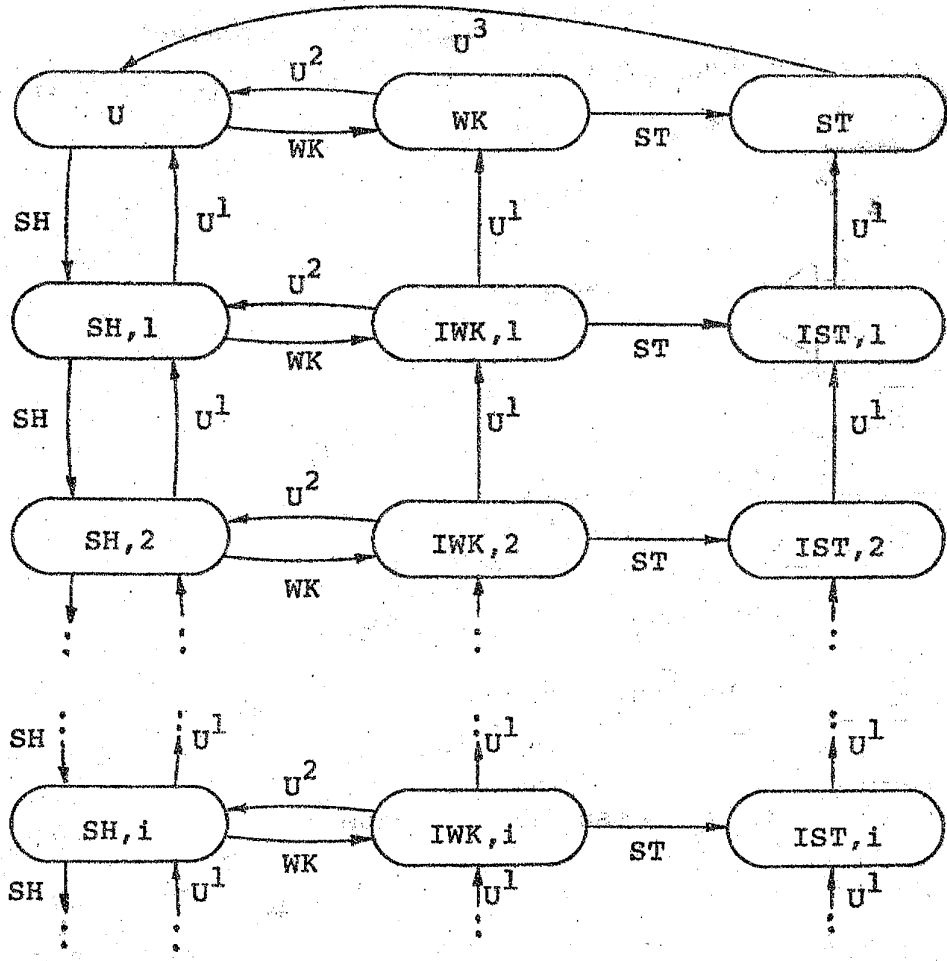 U³
U²
U
WK
ST
WK
ST
SH
U¹
U¹
U¹
U²
SH,1
IWK,1
IST,1
WK
ST
SH
U¹
U¹
U¹
U²
SH,2
IWK,2
IST,2
WK
ST
SH
U¹
U¹
U¹
U²
SH,i
IWK,i
IST,i
WK
ST
SH
U¹
U¹
U¹